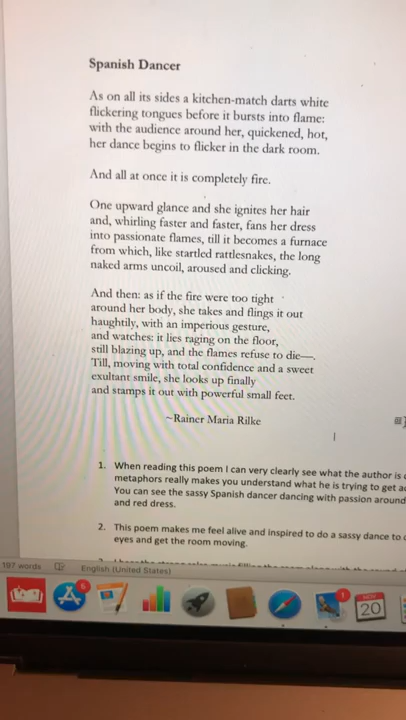 Spanish Dancer
As on all its sides a kitchen-match darts white
flickering tongues before it bursts into flame:
with the audience around her, quickened, hot,
her dance begins to flicker in the dark room.
And all at once it is completely fire.
One upward glance and she ignites her hair
and, whirling faster and faster, fans her dress
into passionate flames, till it becomes a furnace
from which, like startled rattlesnakes, the long
naked arms uncoil, aroused and clicking.
And then: as if the fire were too tight
around her body, she takes and flings it out
haughtily, with an imperious gesture,
and watches: it lies raging on the floor,
still blazing up, and the flames refuse to die—.
Till, moving with total confidence and a sweet
exultant smile, she looks up finally
and stamps it out with powerful small feet.
~Rainer Maria Rilke
1. When reading this poem I can very clearly see what the author is
metaphors really makes you understand what he is trying to get
You can see the sassy Spanish dancer dancing with passion around
and red dress.
2. This poem makes me feel alive and inspired to do a sassy dance to
eyes and get the room moving.
197 words
English (United States)
6
1
NOV
20